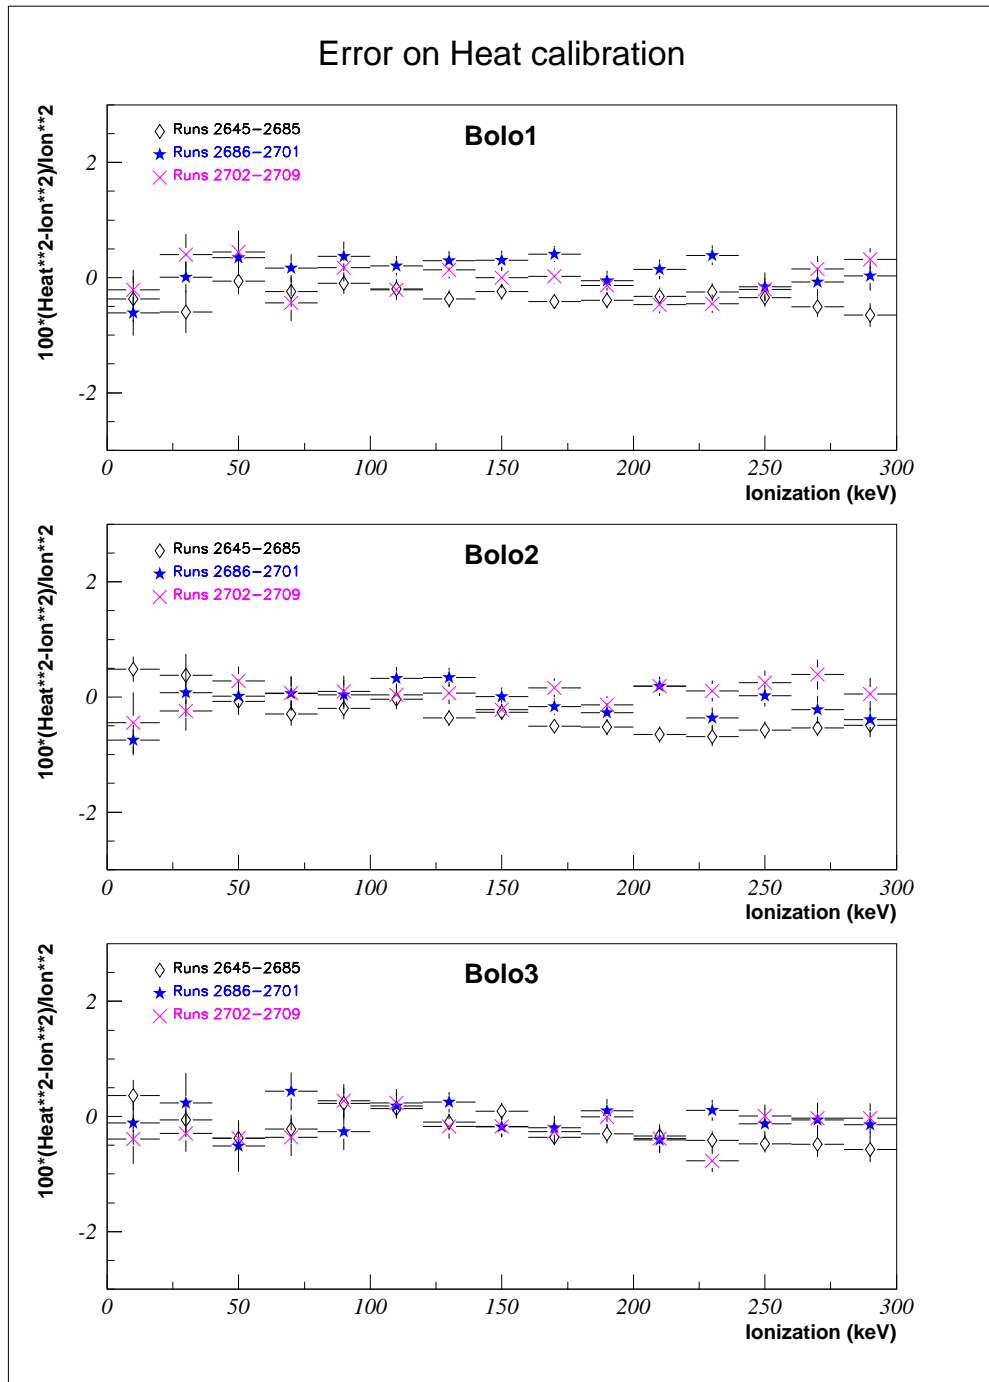 Error on Heat calibration
100*(Heat**2-Ion**2)/Ion**2
Bolo1
Runs 2645-2685
Runs 2686-2701
Runs 2702-2709
2
0
-2
0 50 100 150 200 250 300
Ionization (keV)
100*(Heat**2-Ion**2)/Ion**2
Bolo2
Runs 2645-2685
Runs 2686-2701
Runs 2702-2709
2
0
-2
0 50 100 150 200 250 300
Ionization (keV)
100*(Heat**2-Ion**2)/Ion**2
Bolo3
Runs 2645-2685
Runs 2686-2701
Runs 2702-2709
2
0
-2
0 50 100 150 200 250 300
Ionization (keV)